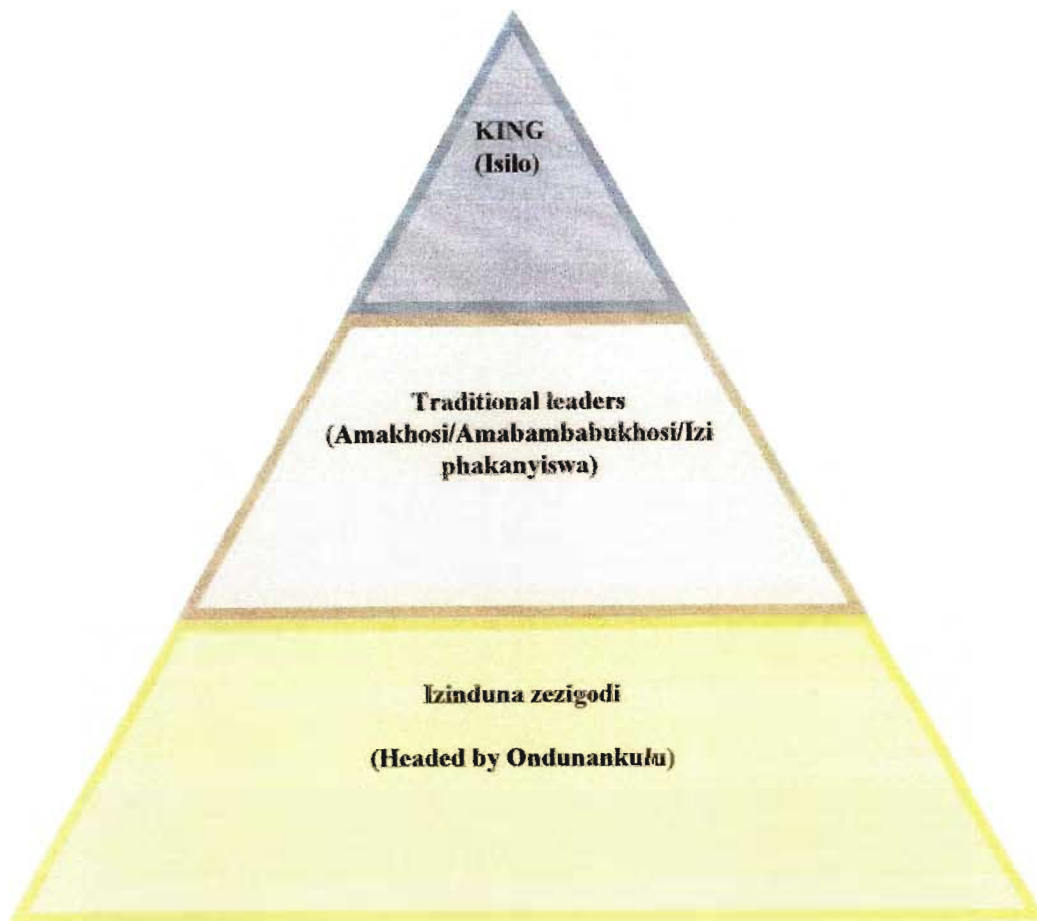 KING
(Isilo)
Traditional leaders
(Amakhosi/Amabambabukhosi/Izi
phakanyiswa)
Izinduna zezigodi
(Headed by Ondunankulu)